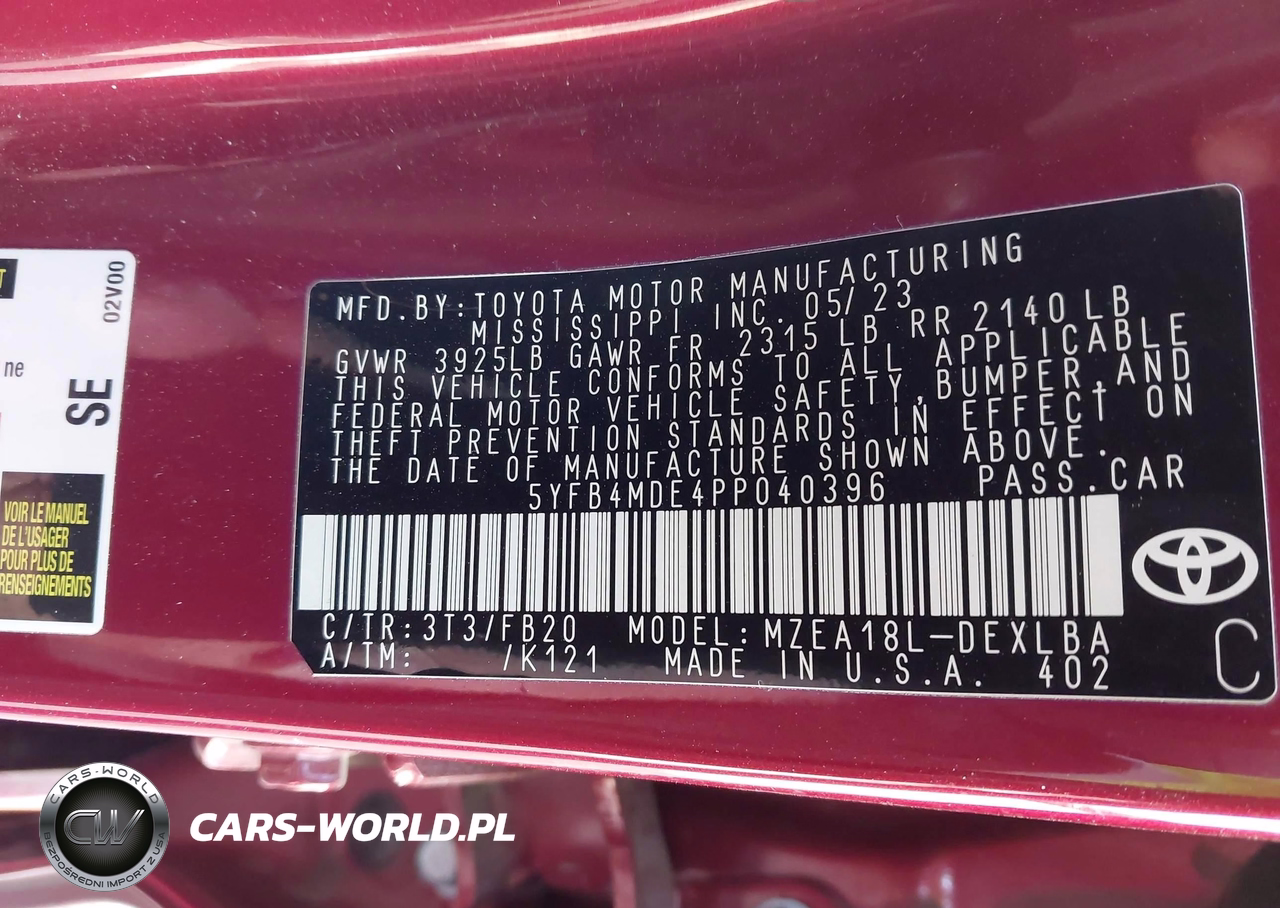 T
02V00
ne
SE
VOIR LE MANUEL
DE L'USAGER
POUR PLUS DE
RENSEIGNEMENTS
MFD. BY: TOYOTA MOTOR MANUFACTURING
MISSISSIPPI, INC. 05/23
GVWR 3925LB GAWR FR 2315 LB RR 2140 LB
THIS VEHICLE CONFORMS TO ALL APPLICABLE
FEDERAL MOTOR VEHICLE SAFETY, BUMPER, AND
THEFT PREVENTION STANDARDS IN EFFECT ON
THE DATE OF MANUFACTURE SHOWN ABOVE.
5YFB4MDE4PP040396 PASS. CAR
C/TR: 3T3/FB20 MODEL: MZEA18L-DEXLBA
A/TM: /K121 MADE IN U.S.A. 402
C
CARS-WORLD
CW
BEZPOŚREDNI IMPORT Z USA
CARS-WORLD.PL